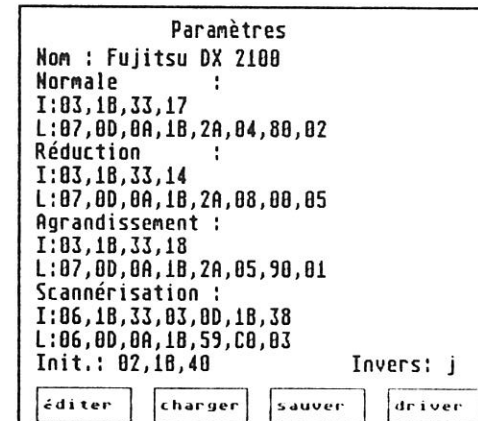 Paramètres
Nom : Fujitsu DX 2100
Normale :
I:03,1B,33,17
L:07,0D,0A,1B,2A,04,80,02
Réduction :
I:03,1B,33,14
L:07,0D,0A,1B,2A,08,00,05
Agrandissement :
I:03,1B,33,18
L:07,0D,0A,1B,2A,05,90,01
Scannérisation :
I:06,1B,33,03,0D,1B,38
L:06,0D,0A,1B,59,C0,03
Init.: 02,1B,40 Invers: j
éditer charger sauver driver